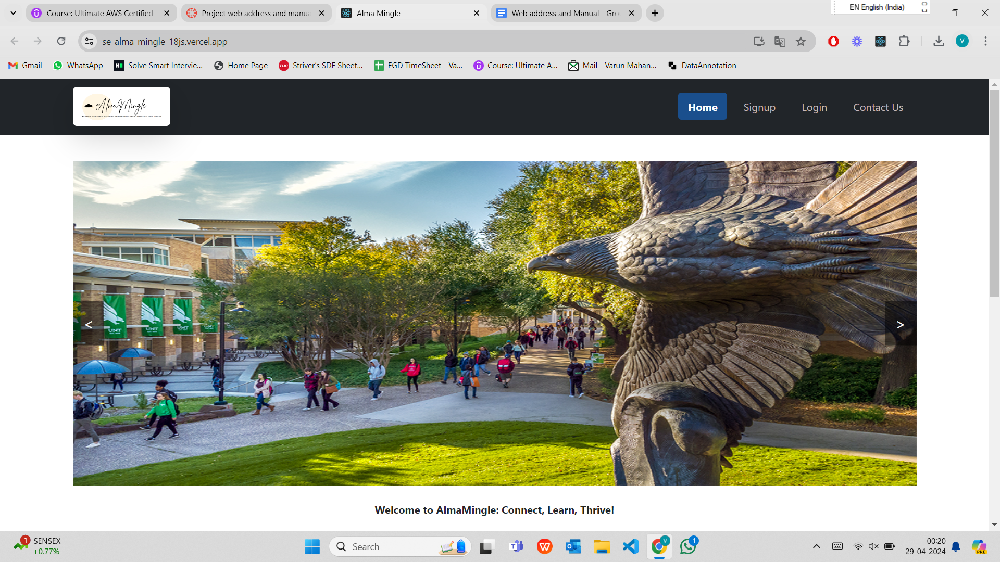 Course: Ultimate AWS Certified
Project web address and manua
Alma Mingle
Web address and Manual - Gro
EN English (India)
se-alma-mingle-18js.vercel.app
V
Gmail
WhatsApp
Solve Smart Intervie...
Home Page
TUF
Striver's SDE Sheet...
EGD TimeSheet - Va...
Course: Ultimate A...
Mail - Varun Mahan...
DataAnnotation
AlmaMingle
Home
Signup
Login
Contact Us
UNT
UNT
UNT
<
>
Welcome to AlmaMingle: Connect, Learn, Thrive!
1
SENSEX
+0.77%
Search
V
1
00:20
29-04-2024
PRE